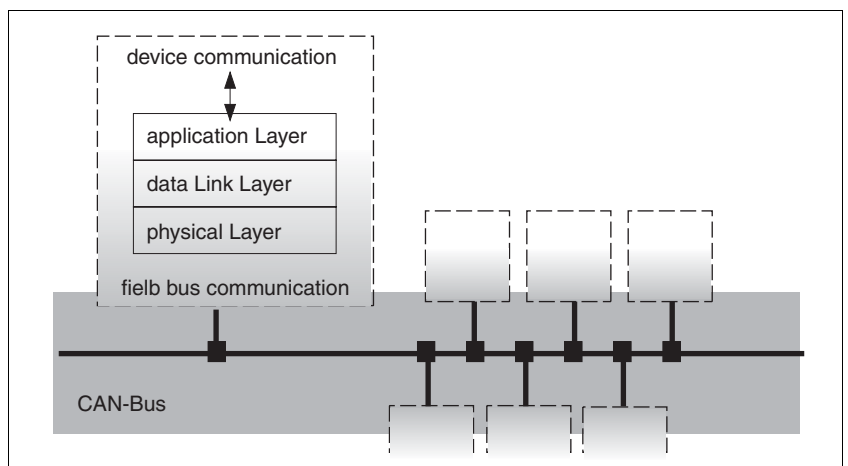 device communication
application Layer
data Link Layer
physical Layer
fielb bus communication
CAN-Bus